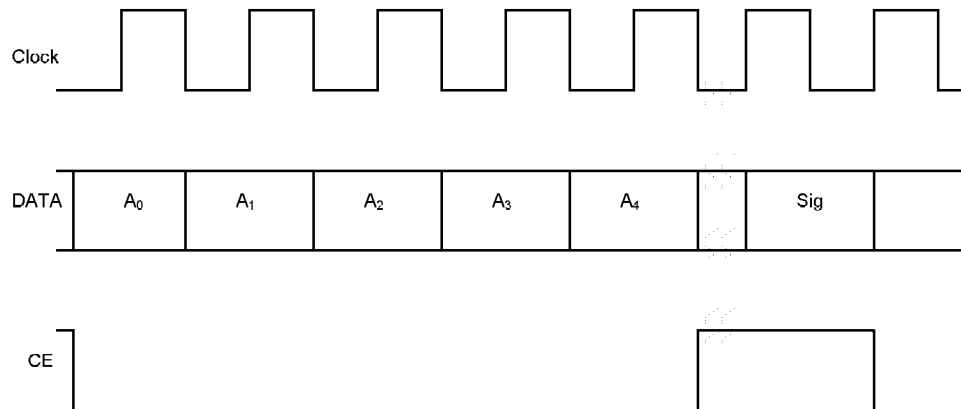 Clock
DATA A₀ A₁ A₂ A₃ A₄ Sig
CE